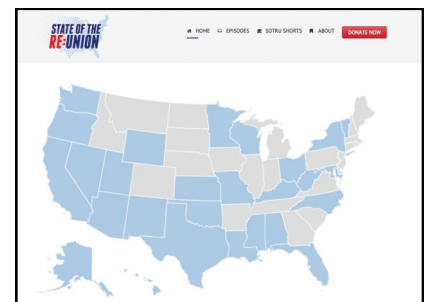 STATE OF THE
RE:UNION
HOME EPISODES SOTRU SHORTS ABOUT DONATE NOW